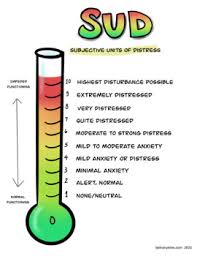 SUD
SUBJECTIVE UNITS OF DISTRESS
IMPAIRED
FUNCTIONING
10 HIGHEST DISTURBANCE POSSIBLE
9 EXTREMELY DISTRESSED
8 VERY DISTRESSED
7 QUITE DISTRESSED
6 MODERATE TO STRONG DISTRESS
5 MILD TO MODERATE ANXIETY
4 MILD ANXIETY OR DISTRESS
3 MINIMAL ANXIETY
2 ALERT, NORMAL
1 NONE/NEUTRAL
NORMAL
FUNCTIONING